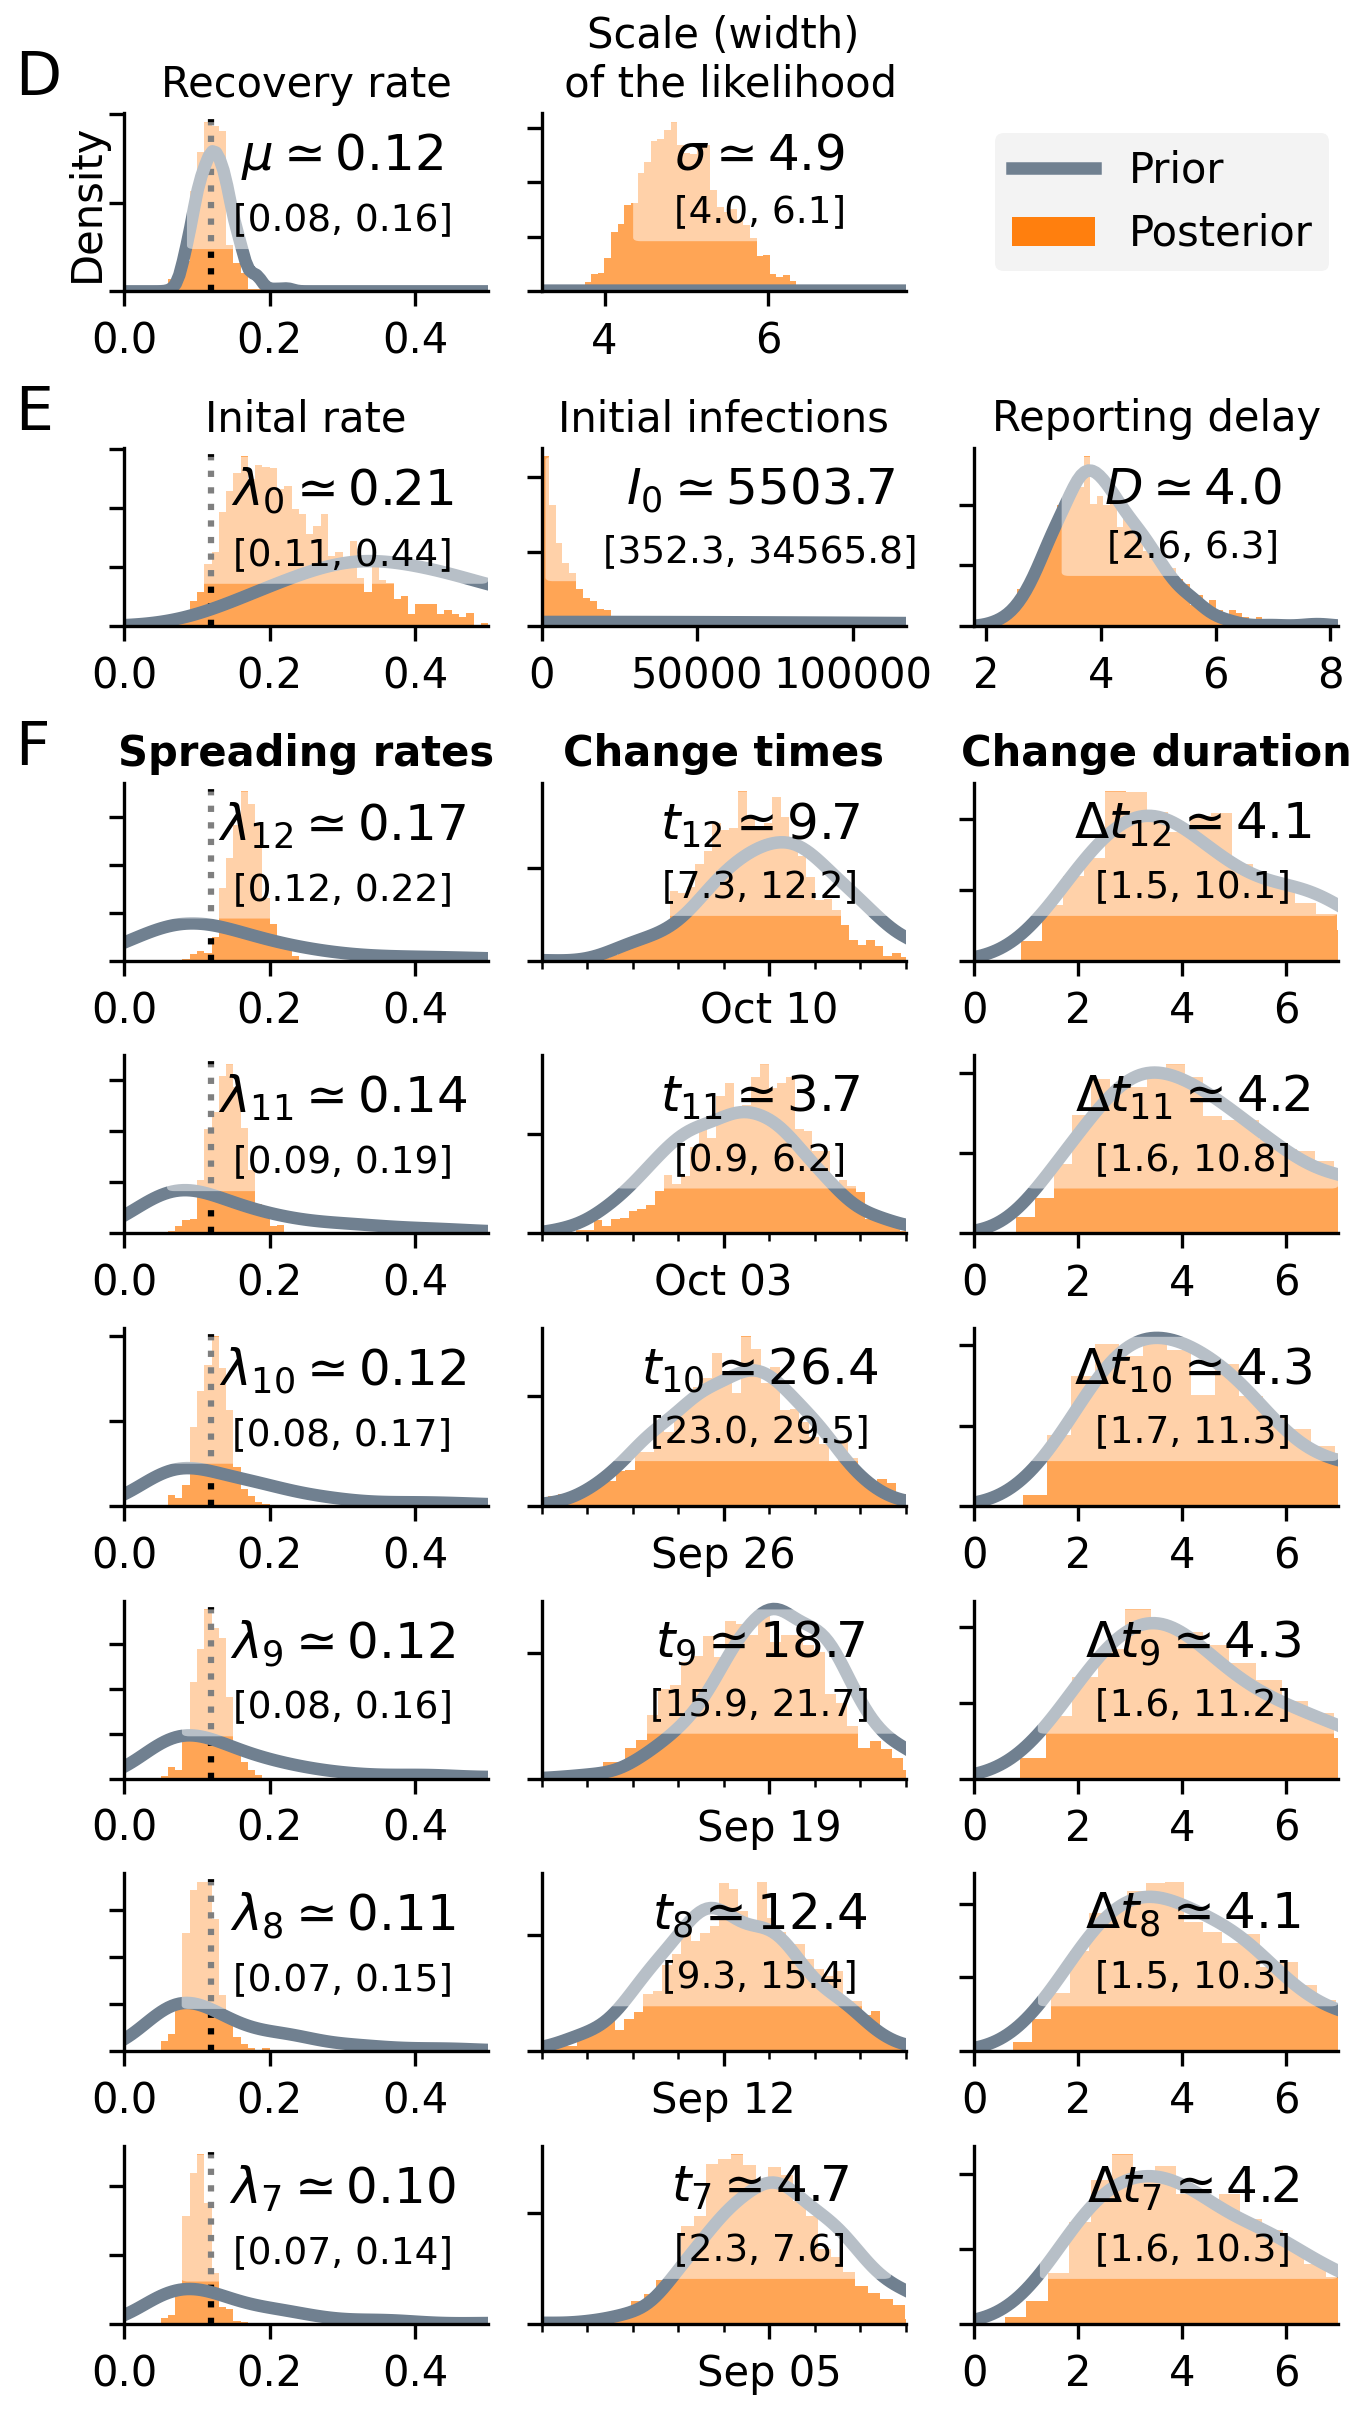 D
Recovery rate
Scale (width)
of the likelihood
Density
μ ≃ 0.12
[0.08, 0.16]
σ ≃ 4.9
[4.0, 6.1]
Prior
Posterior
0.0 0.2 0.4
4 6
E
Inital rate
Initial infections
Reporting delay
λ0 ≃ 0.21
[0.11, 0.44]
I0 ≃ 5503.7
[352.3, 34565.8]
D ≃ 4.0
[2.6, 6.3]
0.0 0.2 0.4
0 50000 100000
2 4 6 8
F
Spreading rates
Change times
Change duration
λ12 ≃ 0.17
[0.12, 0.22]
t12 ≃ 9.7
[7.3, 12.2]
Δt12 ≃ 4.1
[1.5, 10.1]
0.0 0.2 0.4
Oct 10
0 2 4 6
λ11 ≃ 0.14
[0.09, 0.19]
t11 ≃ 3.7
[0.9, 6.2]
Δt11 ≃ 4.2
[1.6, 10.8]
0.0 0.2 0.4
Oct 03
0 2 4 6
λ10 ≃ 0.12
[0.08, 0.17]
t10 ≃ 26.4
[23.0, 29.5]
Δt10 ≃ 4.3
[1.7, 11.3]
0.0 0.2 0.4
Sep 26
0 2 4 6
λ9 ≃ 0.12
[0.08, 0.16]
t9 ≃ 18.7
[15.9, 21.7]
Δt9 ≃ 4.3
[1.6, 11.2]
0.0 0.2 0.4
Sep 19
0 2 4 6
λ8 ≃ 0.11
[0.07, 0.15]
t8 ≃ 12.4
[9.3, 15.4]
Δt8 ≃ 4.1
[1.5, 10.3]
0.0 0.2 0.4
Sep 12
0 2 4 6
λ7 ≃ 0.10
[0.07, 0.14]
t7 ≃ 4.7
[2.3, 7.6]
Δt7 ≃ 4.2
[1.6, 10.3]
0.0 0.2 0.4
Sep 05
0 2 4 6